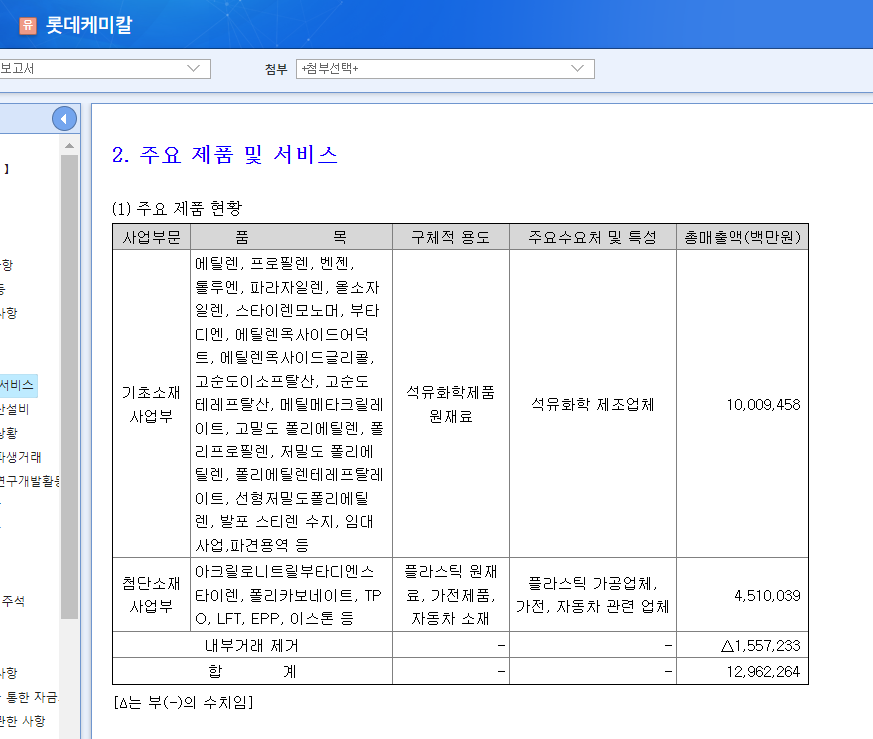 유 롯데케미칼
보고서
첨부 +첨부선택+
】
사항
서비스
산설비
상황
파생거래
연구개발활동
주석
사항
통한 자금
관한 사항
2. 주요 제품 및 서비스
(1) 주요 제품 현황
사업부문 품 목 구체적 용도 주요수요처 및 특성 총매출액(백만원)
에틸렌, 프로필렌, 벤젠,
톨루엔, 파라자일렌, 올소자
일렌, 스타이렌모노머, 부타
디엔, 에틸렌옥사이드어덕
트, 에틸렌옥사이드글리콜,
고순도이소프탈산, 고순도
테레프탈산, 메틸메타크릴레
이트, 고밀도 폴리에틸렌, 폴
리프로필렌, 저밀도 폴리에
틸렌, 폴리에틸렌테레프탈레
이트, 선형저밀도폴리에틸
렌, 발포 스티렌 수지, 임대
사업,파견용역 등
기초소재
사업부
석유화학제품
원재료
석유화학 제조업체
10,009,458
첨단소재
사업부
아크릴로니트릴부타디엔스
타이렌, 폴리카보네이트, TP
O, LFT, EPP, 이스톤 등
플라스틱 원재
료, 가전제품,
자동차 소재
플라스틱 가공업체,
가전, 자동차 관련 업체
4,510,039
내부거래 제거 - - △1,557,233
합 계 - - 12,962,264
[△는 부(-)의 수치임]